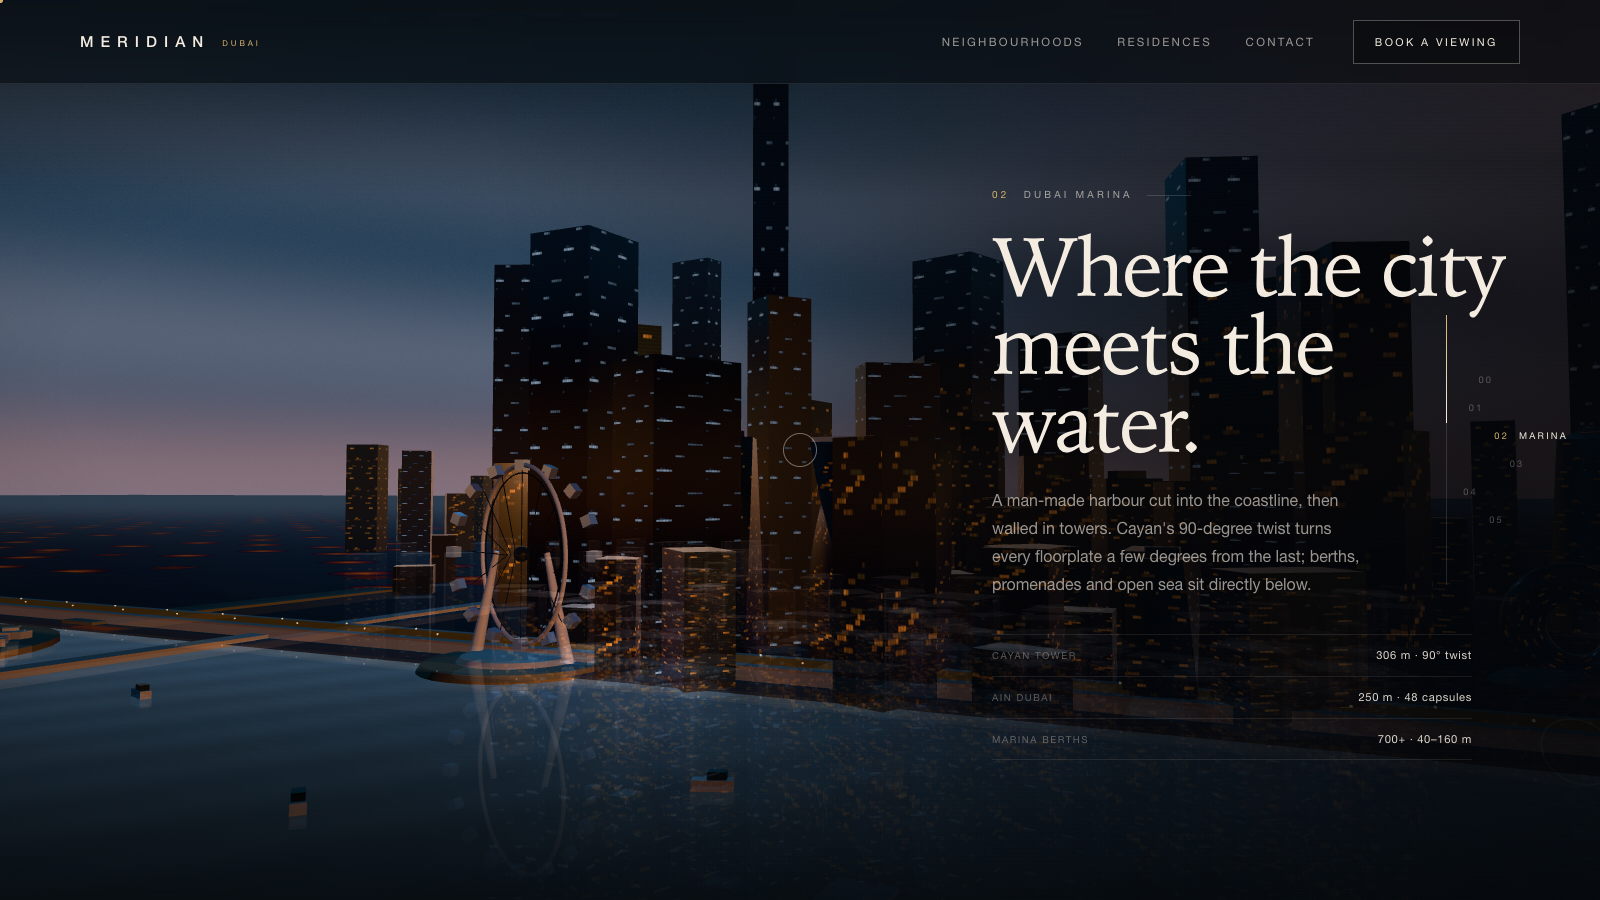 MERIDIAN DUBAI
NEIGHBOURHOODS RESIDENCES CONTACT BOOK A VIEWING
02 DUBAI MARINA
Where the city
meets the
water.
A man-made harbour cut into the coastline, then
walled in towers. Cayan's 90-degree twist turns
every floorplate a few degrees from the last; berths,
promenades and open sea sit directly below.
CAYAN TOWER 306 m · 90° twist
AIN DUBAI 250 m · 48 capsules
MARINA BERTHS 700+ · 40–160 m
00
01
02 MARINA
03
04
05